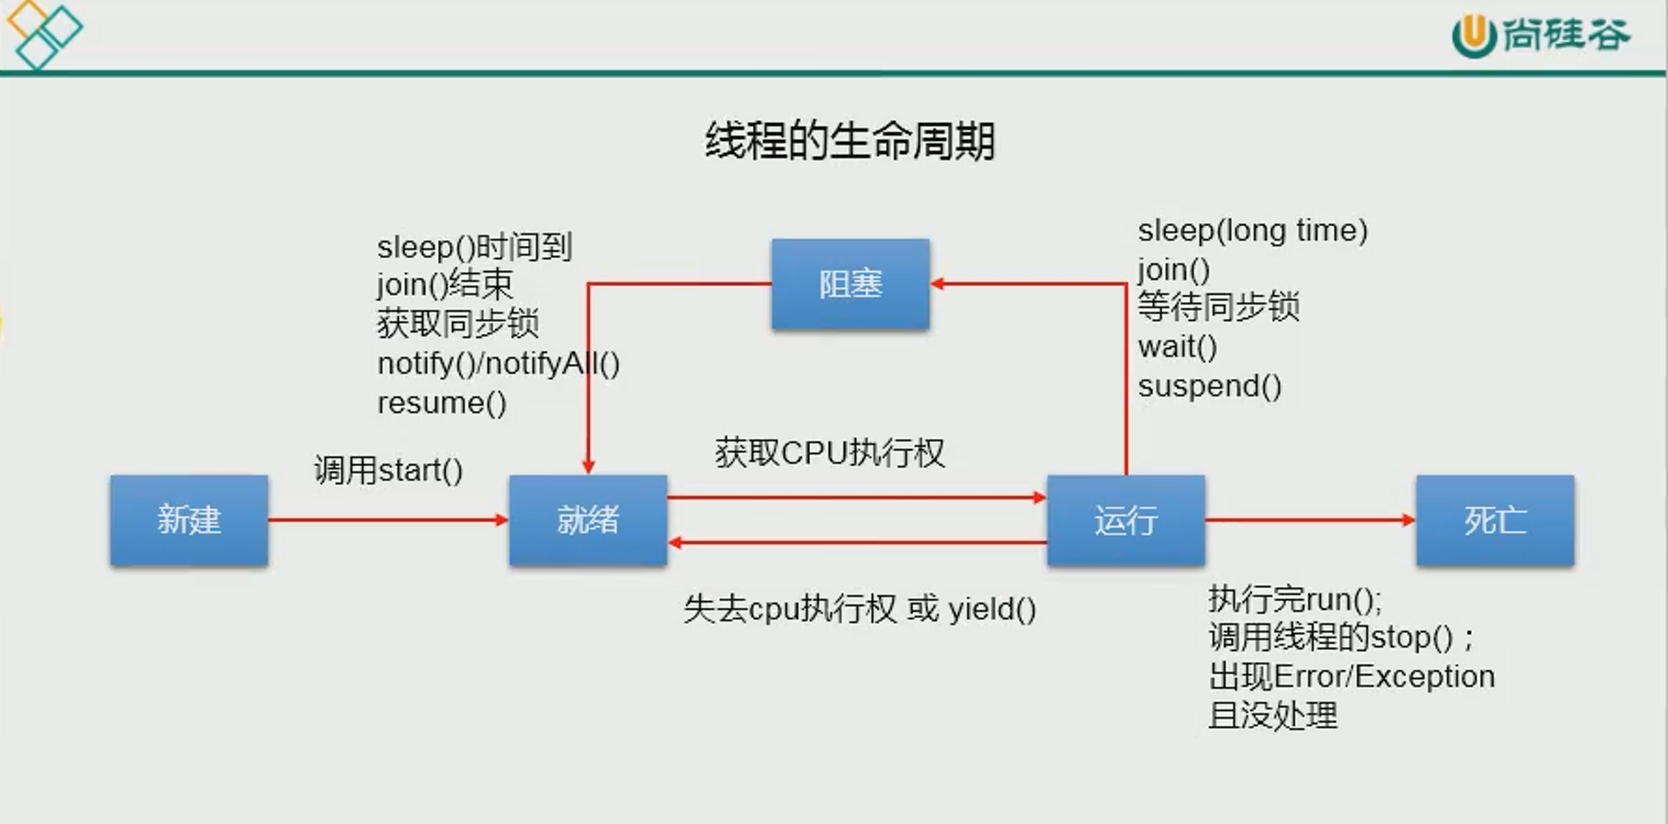 尚硅谷
线程的生命周期
sleep()时间到
join()结束
获取同步锁
notify()/notifyAll()
resume()
阻塞
sleep(long time)
join()
等待同步锁
wait()
suspend()
调用start()
获取CPU执行权
新建
就绪
运行
死亡
失去cpu执行权 或 yield()
执行完run();
调用线程的stop()；
出现Error/Exception
且没处理